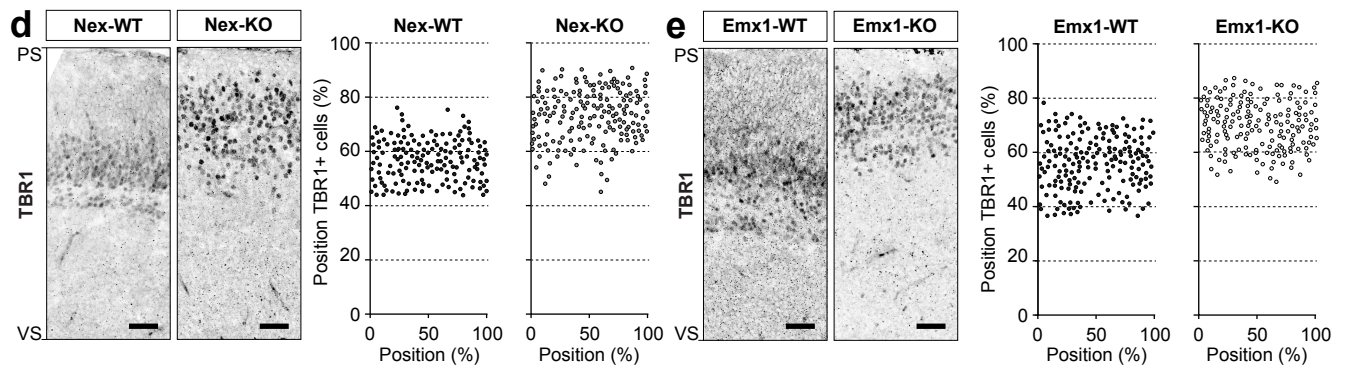 d
Nex-WT
Nex-KO
PS
VS
TBR1
Nex-WT
Nex-KO
Position TBR1+ cells (%)
100
80
60
40
20
0
0 50 100
0 50 100
Position (%)
Position (%)
e
Emx1-WT
Emx1-KO
PS
VS
TBR1
Emx1-WT
Emx1-KO
Position TBR1+ cells (%)
100
80
60
40
20
0
0 50 100
0 50 100
Position (%)
Position (%)